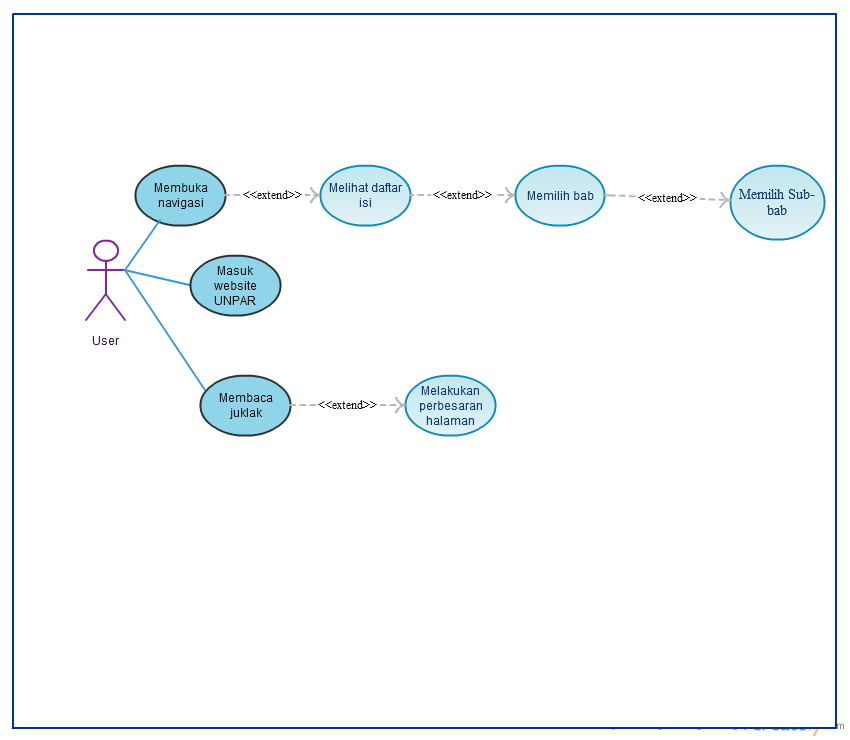 Membuka
navigasi
<<extend>>
Melihat daftar
isi
<<extend>>
Memilih bab
<<extend>>
Memilih Sub-
bab
Masuk
website
UNPAR
User
Membaca
juklak
<<extend>>
Melakukan
perbesaran
halaman